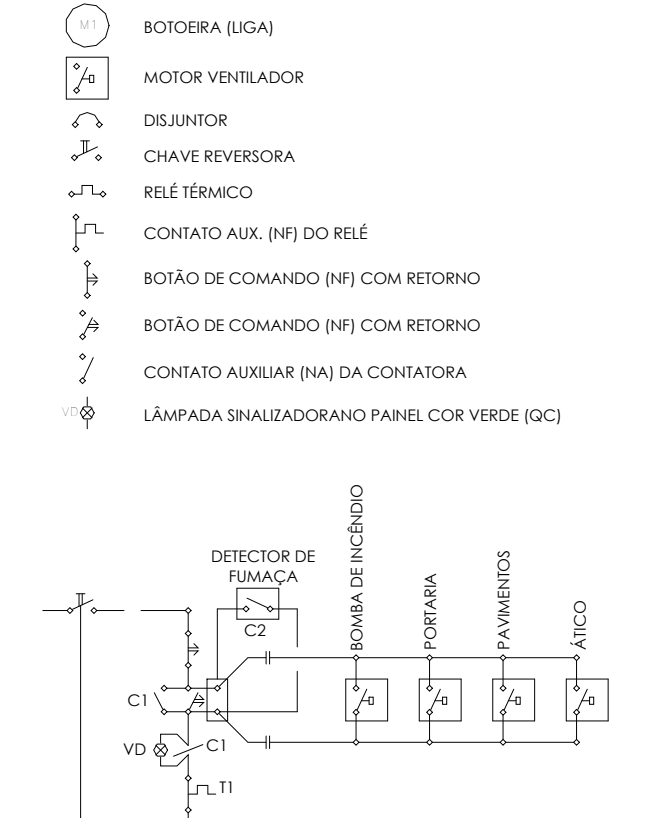 M1 BOTOEIRA (LIGA)
MOTOR VENTILADOR
DISJUNTOR
CHAVE REVERSORA
RELÉ TÉRMICO
CONTATO AUX. (NF) DO RELÉ
BOTÃO DE COMANDO (NF) COM RETORNO
BOTÃO DE COMANDO (NF) COM RETORNO
CONTATO AUXILIAR (NA) DA CONTATORA
VD LÂMPADA SINALIZADORANO PAINEL COR VERDE (QC)
DETECTOR DE
FUMAÇA
C2
BOMBA DE INCÊNDIO
PORTARIA
PAVIMENTOS
ÁTICO
C1
VD
C1
T1